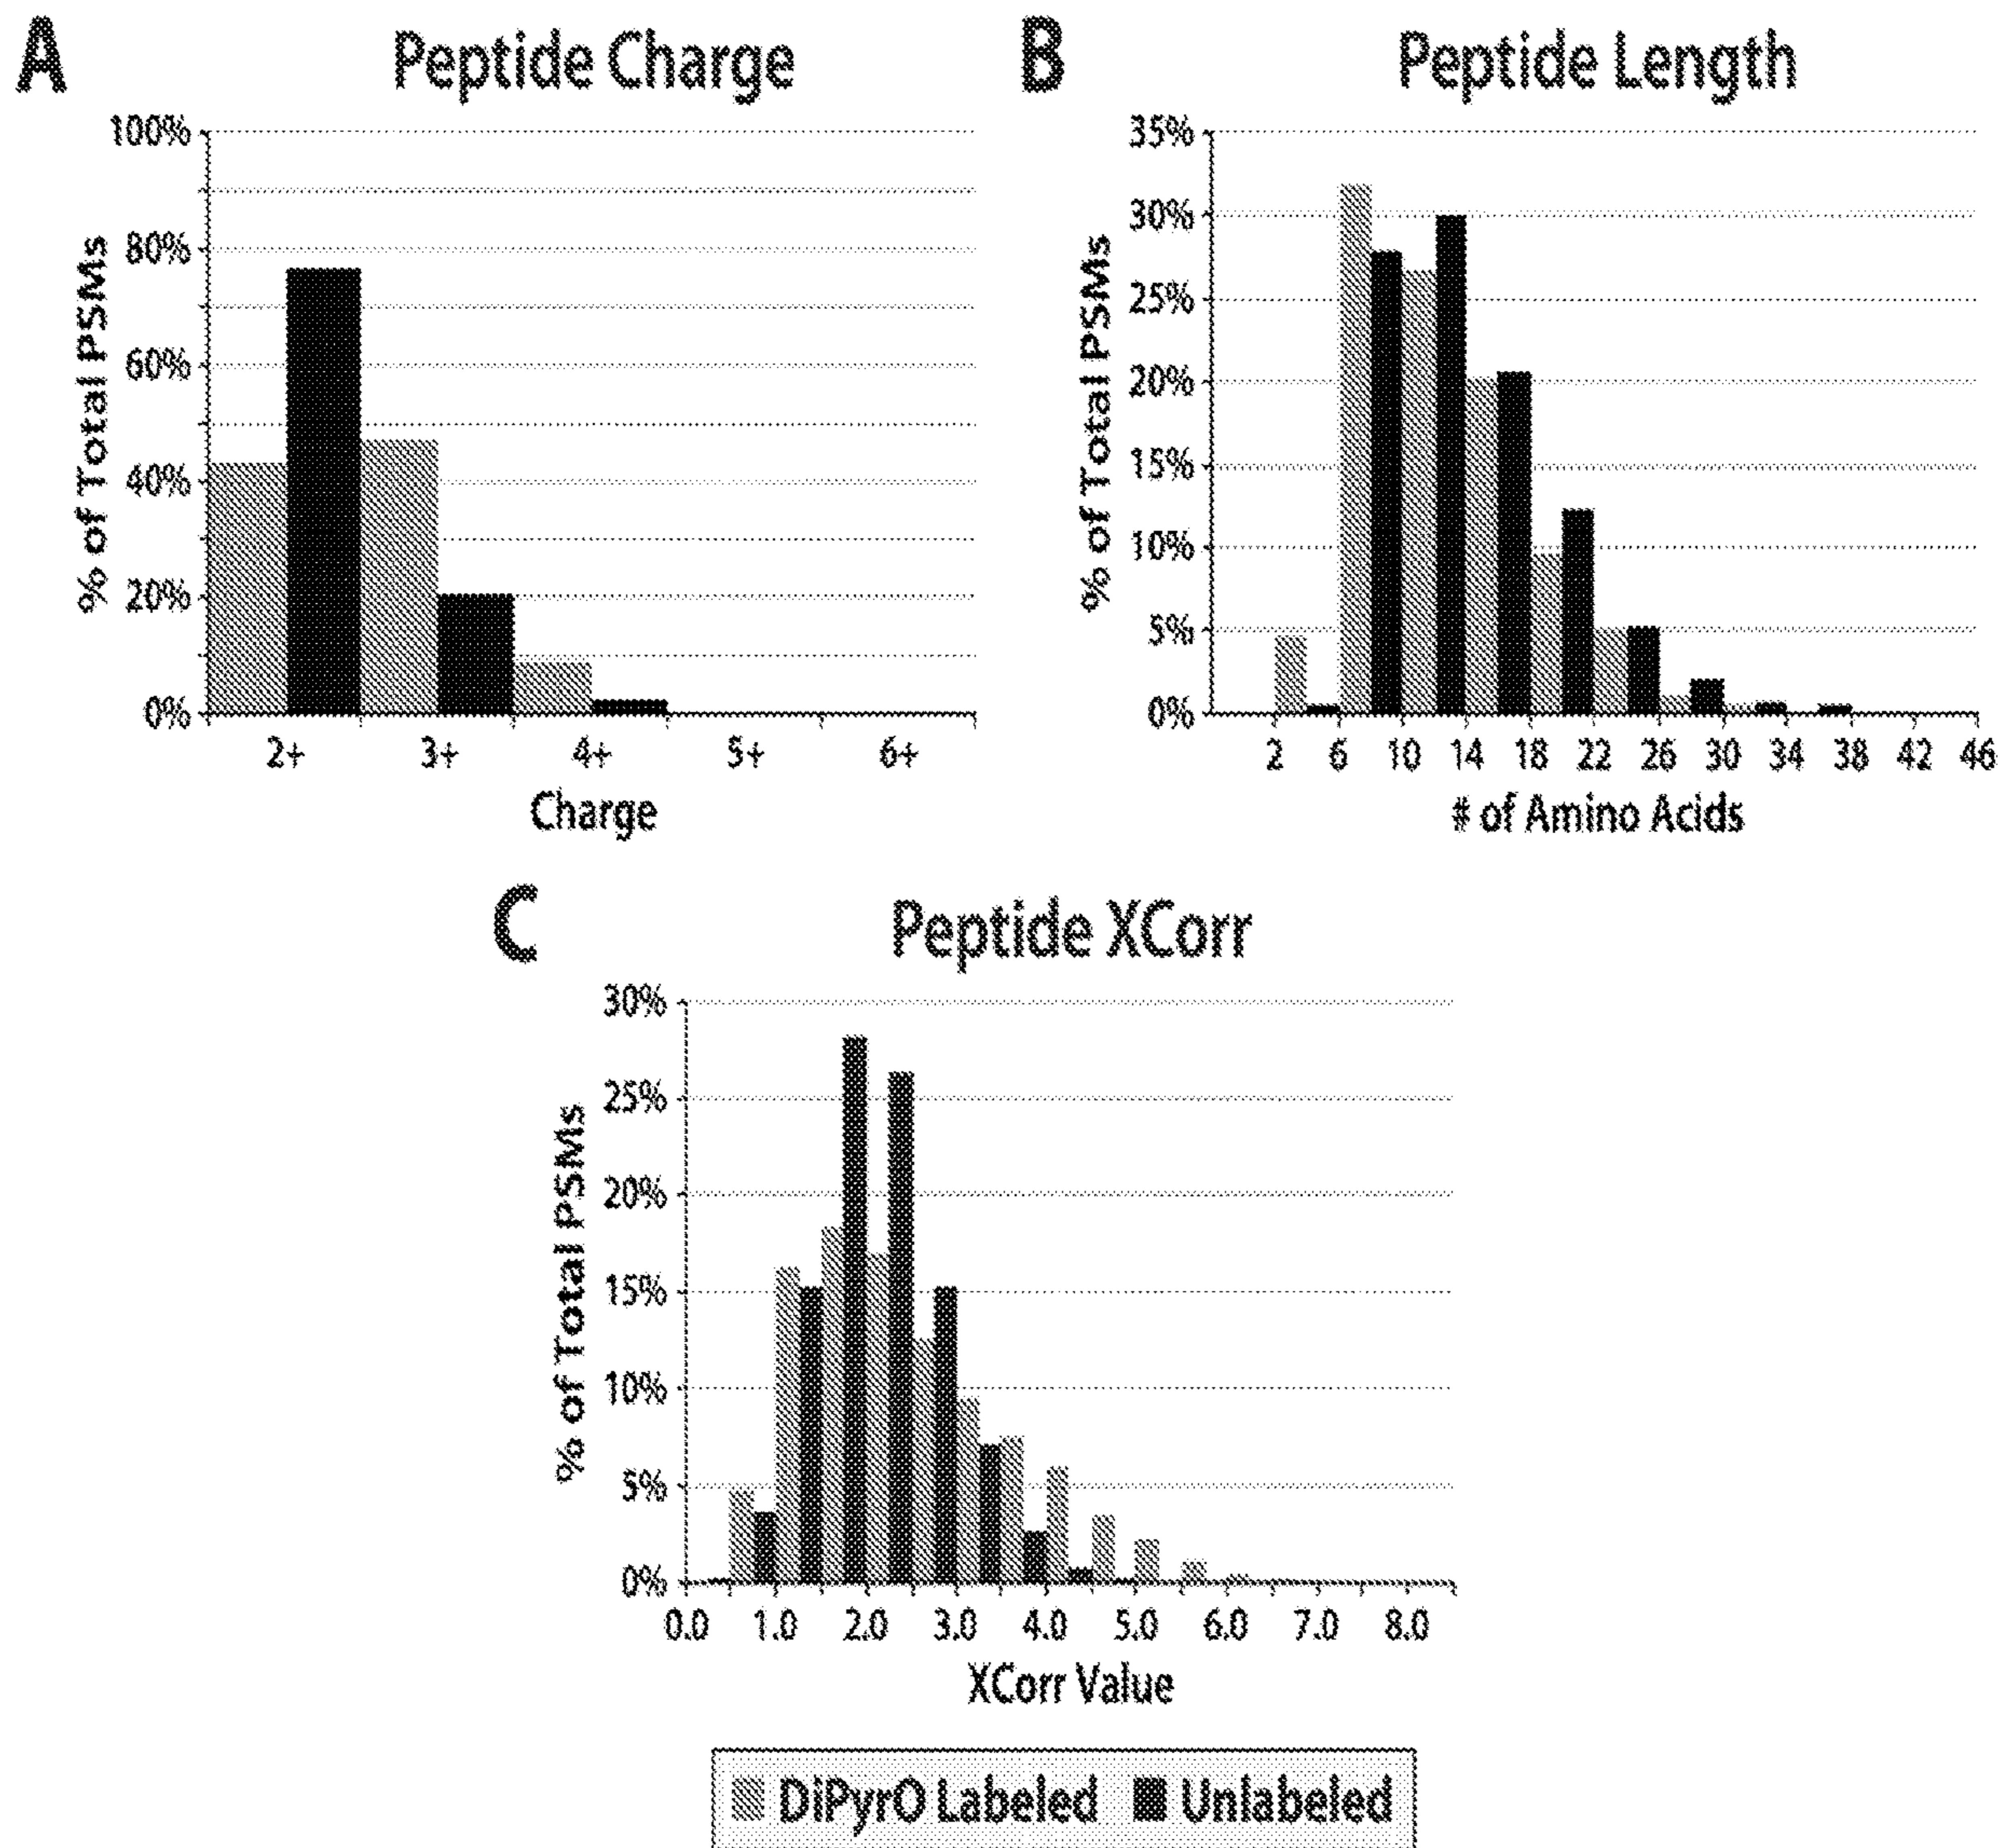 A
Peptide Charge
% of Total PSMs
100%
80%
60%
40%
20%
0%
2+ 3+ 4+ 5+ 6+
Charge
B
Peptide Length
% of Total PSMs
35%
30%
25%
20%
15%
10%
5%
0%
2 6 10 14 18 22 26 30 34 38 42 46
# of Amino Acids
C
Peptide XCorr
% of Total PSMs
30%
25%
20%
15%
10%
5%
0%
0.0 1.0 2.0 3.0 4.0 5.0 6.0 7.0 8.0
XCorr Value
DiPyrO Labeled Unlabeled